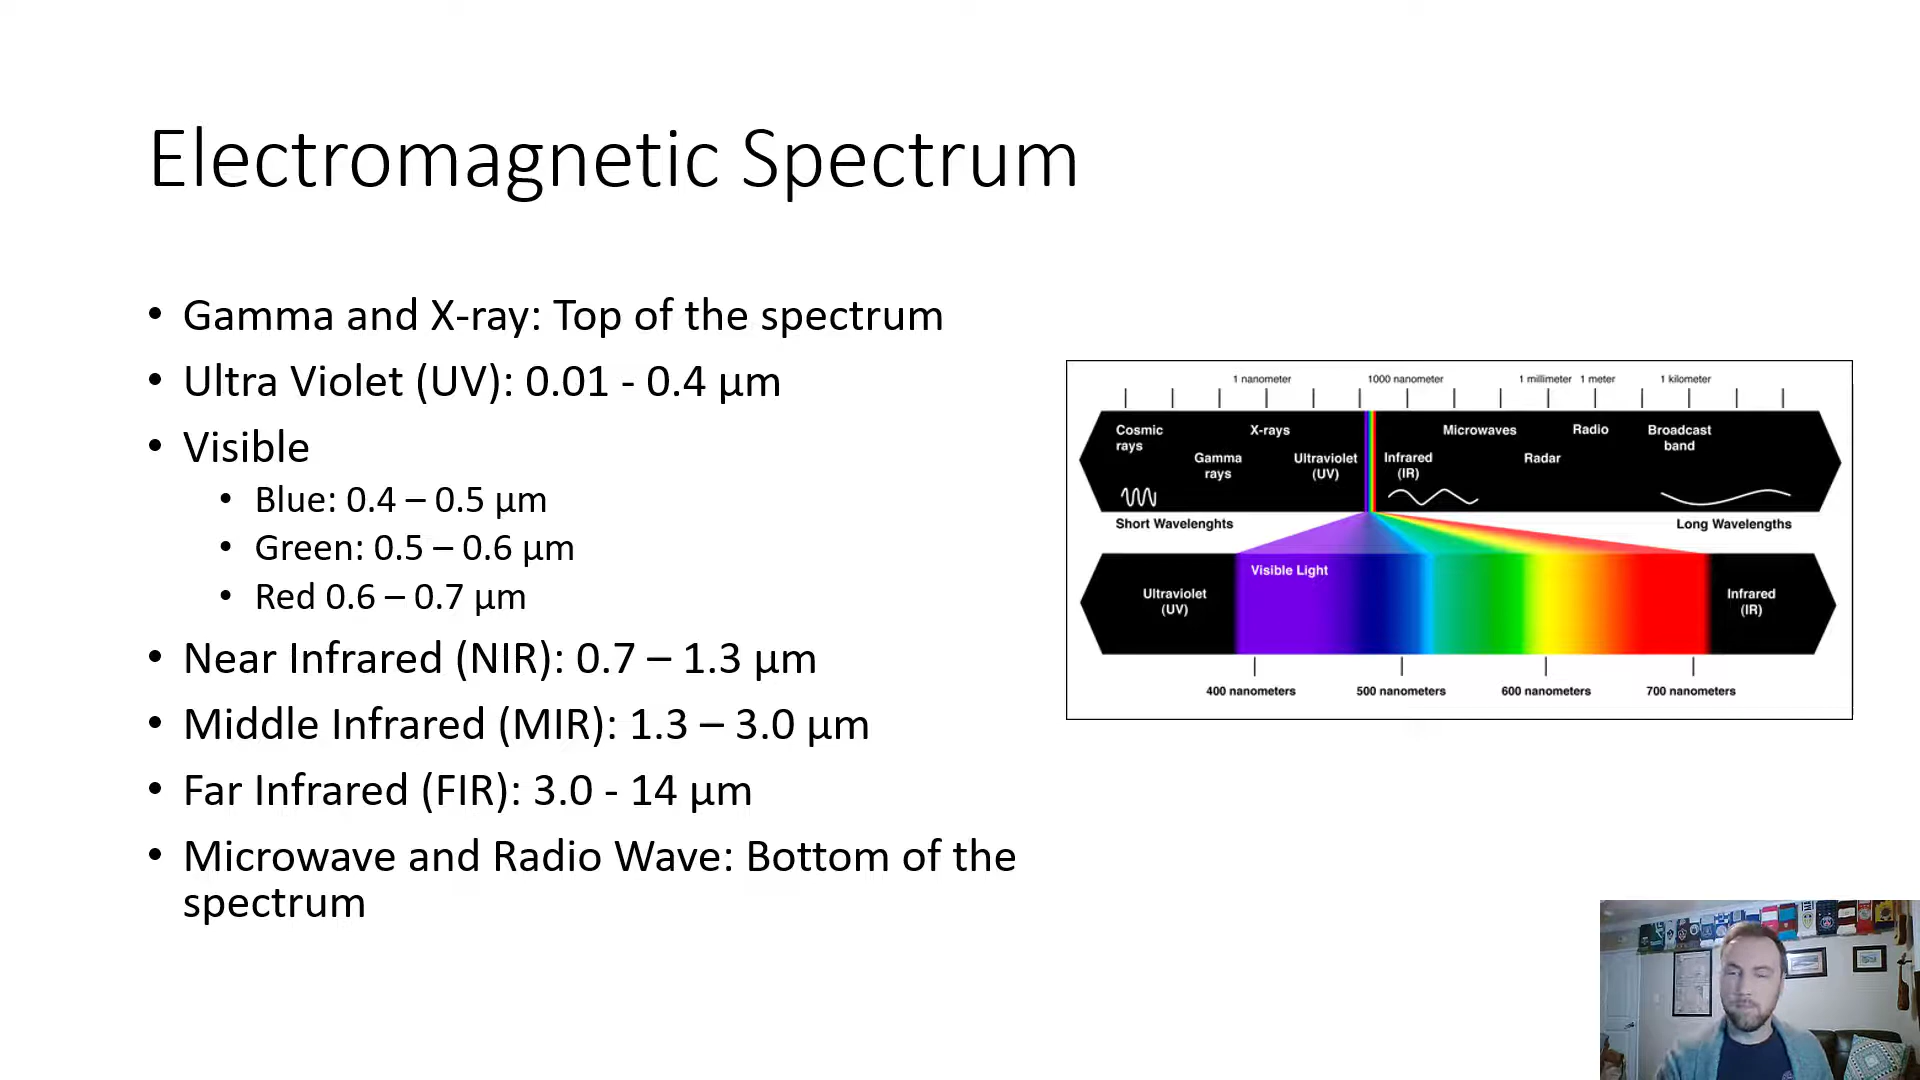 Electromagnetic Spectrum
• Gamma and X-ray: Top of the spectrum
• Ultra Violet (UV): 0.01 - 0.4 µm
• Visible
• Blue: 0.4 – 0.5 µm
• Green: 0.5 – 0.6 µm
• Red 0.6 – 0.7 µm
• Near Infrared (NIR): 0.7 – 1.3 µm
• Middle Infrared (MIR): 1.3 – 3.0 µm
• Far Infrared (FIR): 3.0 - 14 µm
• Microwave and Radio Wave: Bottom of the
spectrum
1 nanometer 1000 nanometer 1 millimeter 1 meter 1 kilometer
Cosmic
rays
Gamma
rays
X-rays
Ultraviolet
(UV)
Infrared
(IR)
Microwaves
Radar
Radio
Broadcast
band
Short Wavelenghts
Long Wavelengths
Visible Light
Ultraviolet
(UV)
Infrared
(IR)
400 nanometers 500 nanometers 600 nanometers 700 nanometers